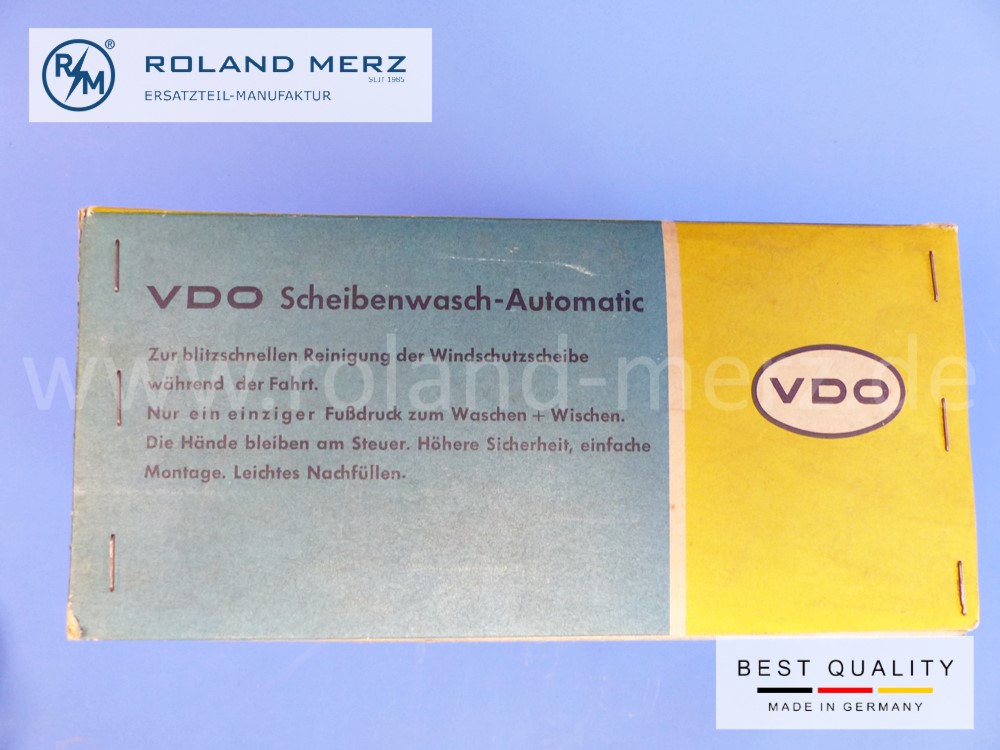 R M ®
ROLAND MERZ
SEIT 1985
ERSATZTEIL-MANUFAKTUR
VDO Scheibenwasch-Automatic
Zur blitzschnellen Reinigung der Windschutzscheibe
während der Fahrt.
www.roland-merz.de
Nur ein einziger Fußdruck zum Waschen + Wischen.
Die Hände bleiben am Steuer. Höhere Sicherheit, einfache
Montage. Leichtes Nachfüllen.
VDO
BEST QUALITY
MADE IN GERMANY